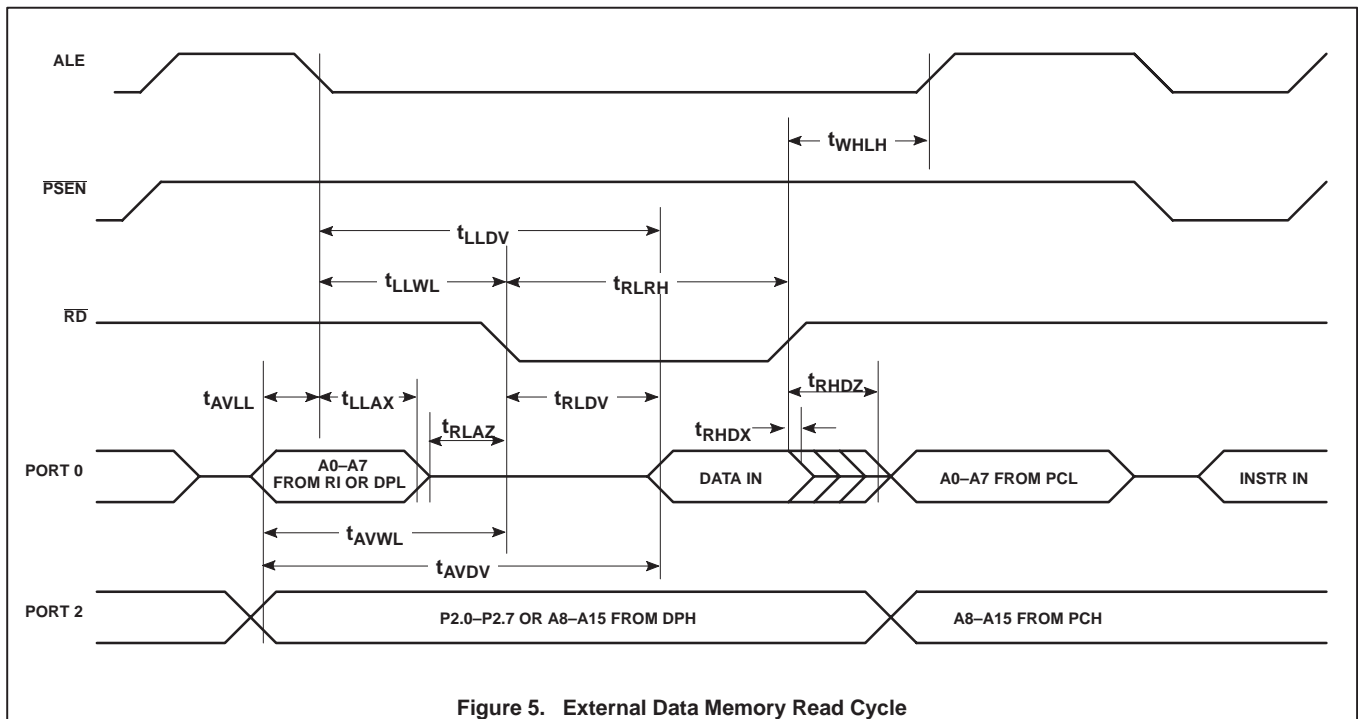 ALE
tWHLH
PSEN
tLLDV
tLLWL
tRLRH
RD
tAVLL
tLLAX
tRLDV
tRHDZ
tRLAZ
tRHDX
PORT 0
A0–A7
FROM RI OR DPL
DATA IN
A0–A7 FROM PCL
INSTR IN
tAVWL
tAVDV
PORT 2
P2.0–P2.7 OR A8–A15 FROM DPH
A8–A15 FROM PCH
Figure 5. External Data Memory Read Cycle